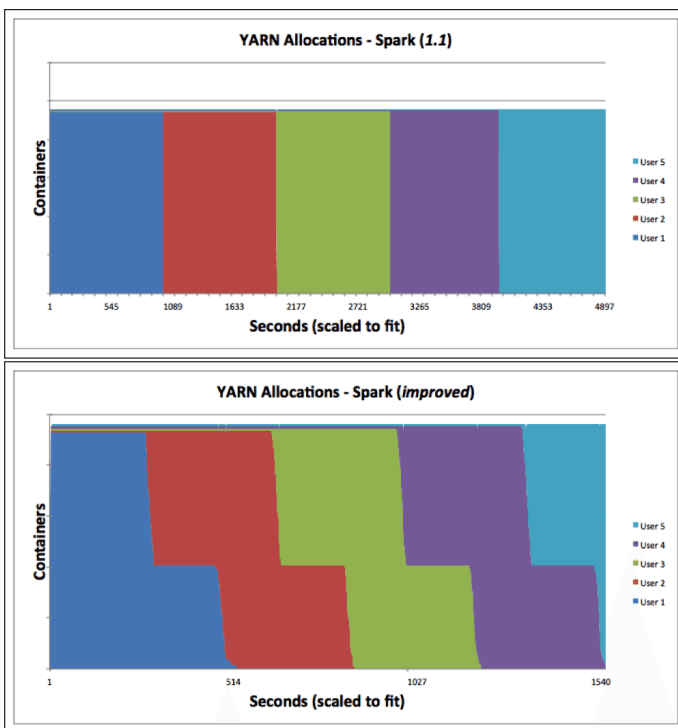 YARN Allocations - Spark (1.1)
Containers
User 5
User 4
User 3
User 2
User 1
1 545 1089 1633 2177 2721 3265 3809 4353 4897
Seconds (scaled to fit)
YARN Allocations - Spark (improved)
Containers
User 5
User 4
User 3
User 2
User 1
1 514 1027 1540
Seconds (scaled to fit)